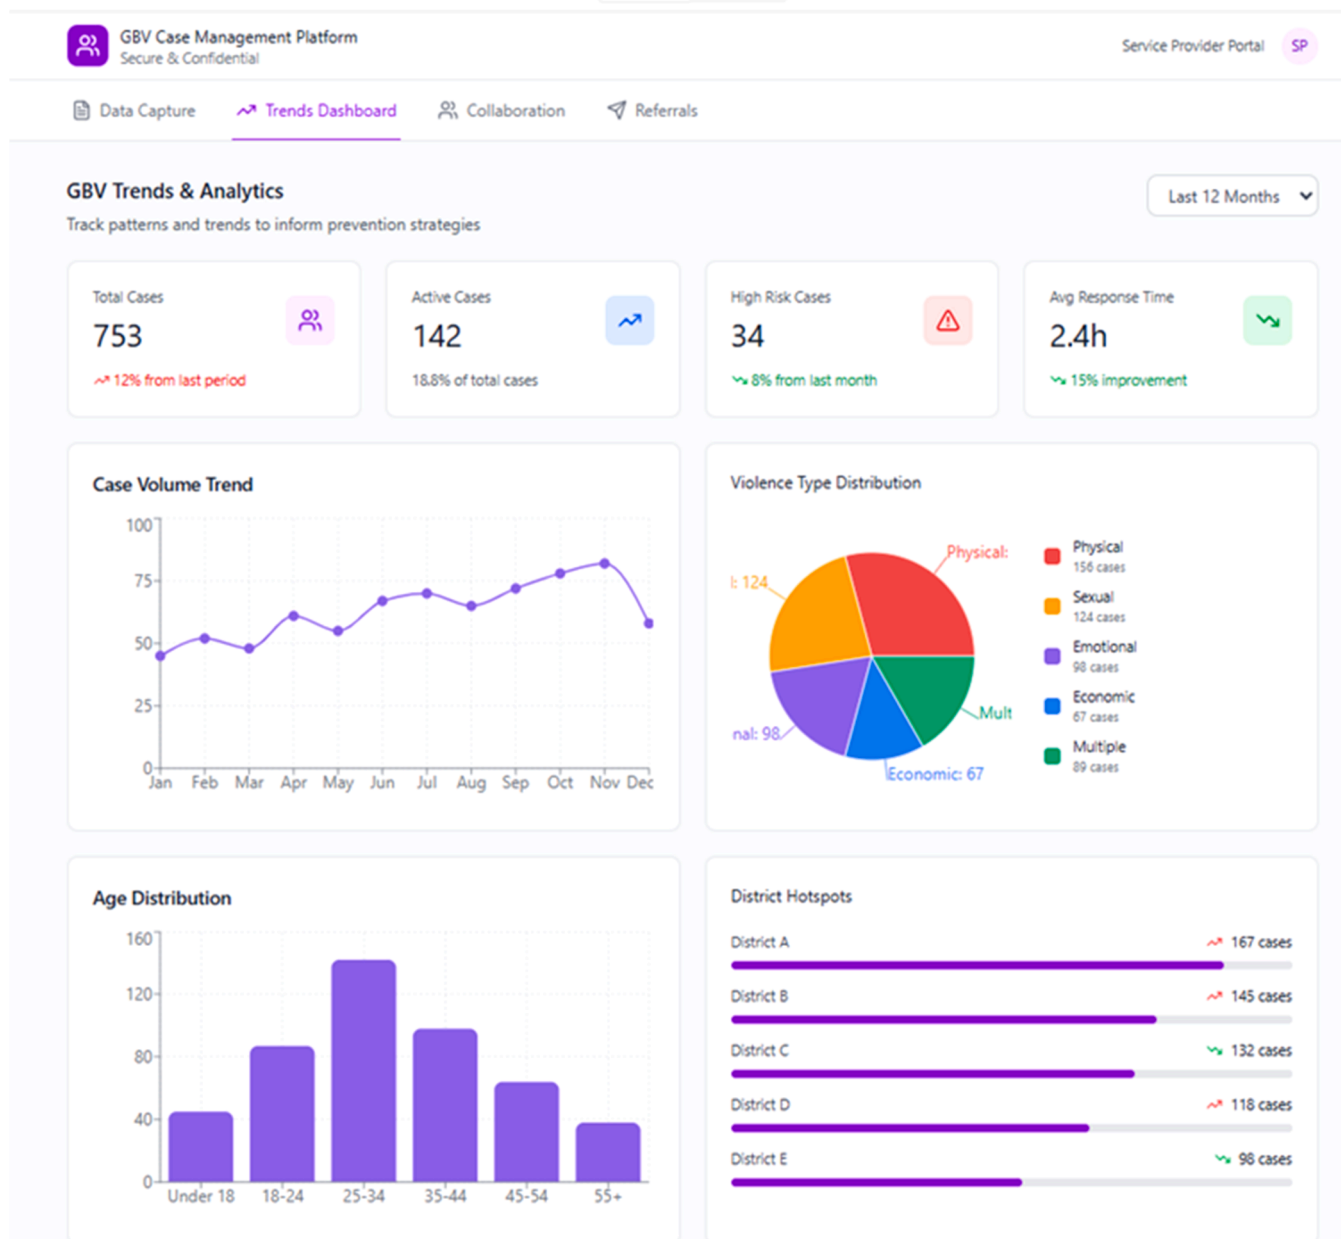 GBV Case Management Platform
Secure & Confidential
Service Provider Portal
SP
Data Capture
Trends Dashboard
Collaboration
Referrals
GBV Trends & Analytics
Track patterns and trends to inform prevention strategies
Last 12 Months
Total Cases
753
12% from last period
Active Cases
142
18.8% of total cases
High Risk Cases
34
8% from last month
Avg Response Time
2.4h
15% improvement
Case Volume Trend
100
75
50
25
0
Jan Feb Mar Apr May Jun Jul Aug Sep Oct Nov Dec
Violence Type Distribution
Physical:
l: 124
nal: 98
Economic: 67
Mult
Physical
156 cases
Sexual
124 cases
Emotional
98 cases
Economic
67 cases
Multiple
89 cases
Age Distribution
160
120
80
40
0
Under 18 18-24 25-34 35-44 45-54 55+
District Hotspots
District A 167 cases
District B 145 cases
District C 132 cases
District D 118 cases
District E 98 cases